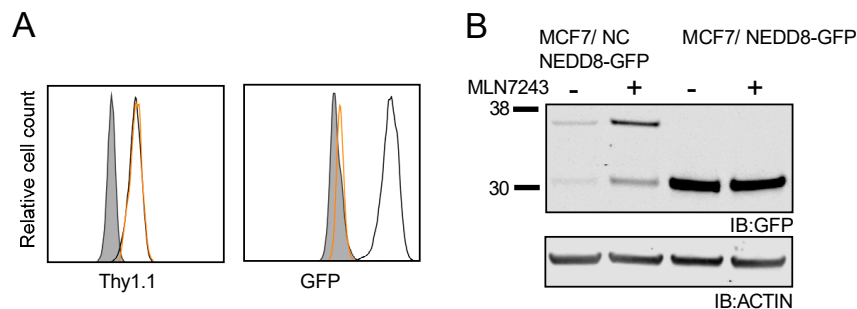 A
Relative cell count
Thy1.1
GFP
B
MCF7/ NC
NEDD8-GFP
MCF7/ NEDD8-GFP
MLN7243
- + - +
38
30
IB:GFP
IB:ACTIN